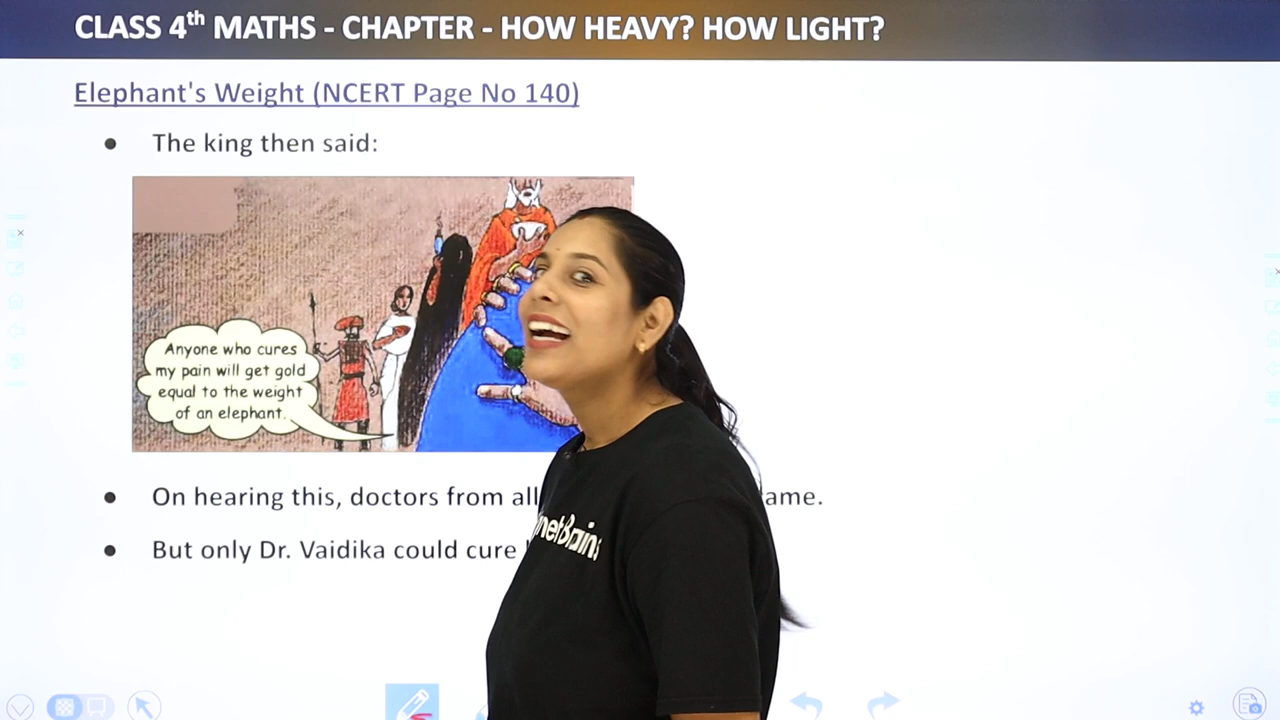 CLASS 4th MATHS - CHAPTER - HOW HEAVY? HOW LIGHT?
Elephant's Weight (NCERT Page No 140)
● The king then said:
Anyone who cures
my pain will get gold
equal to the weight
of an elephant.
● On hearing this, doctors from all ame.
● But only Dr. Vaidika could cure
netBrains